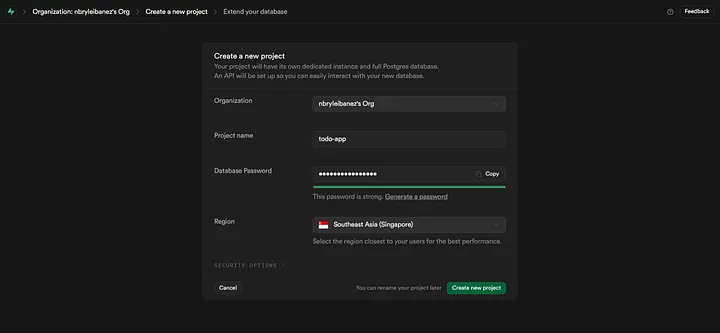 Organization: nbryleibanez's Org > Create a new project > Extend your database
Feedback
Create a new project
Your project will have its own dedicated instance and full Postgres database.
An API will be set up so you can easily interact with your new database.
Organization
nbryleibanez's Org
Project name
todo-app
Database Password
••••••••••••••••
Copy
This password is strong. Generate a password
Region
Southeast Asia (Singapore)
Select the region closest to your users for the best performance.
SECURITY OPTIONS
Cancel
You can rename your project later
Create new project